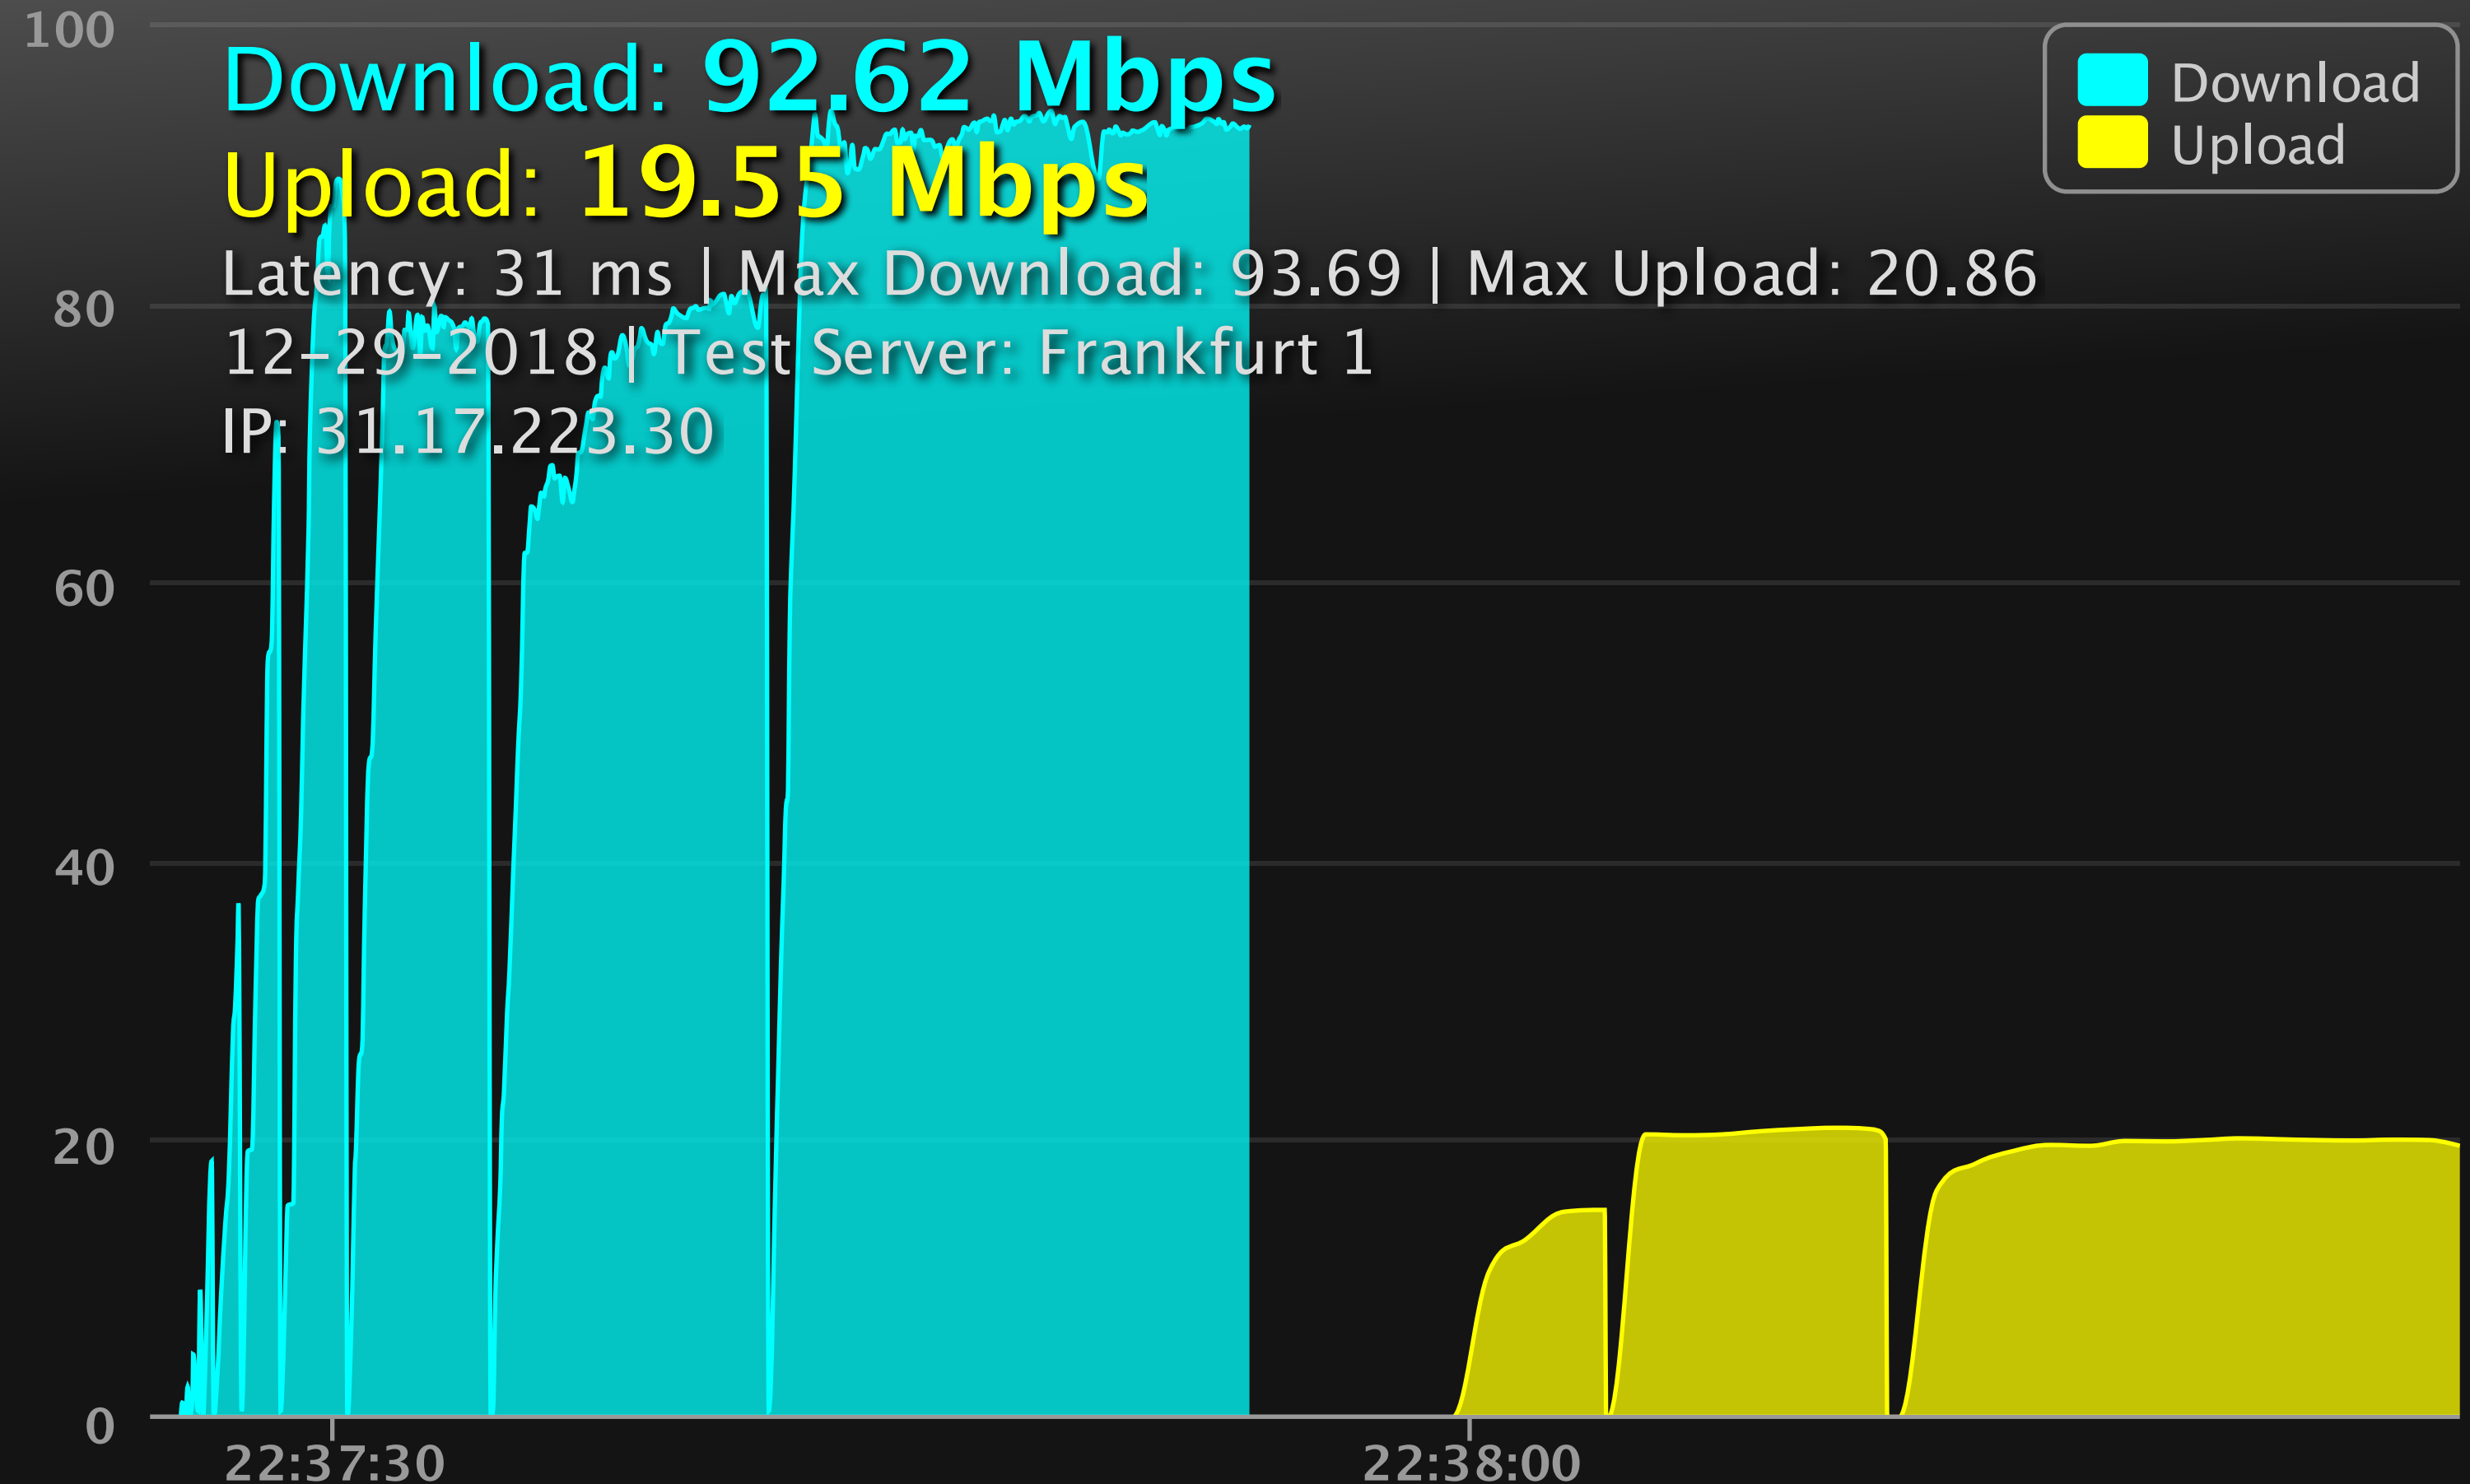 100
Download: 92.62 Mbps
Upload: 19.55 Mbps
Latency: 31 ms | Max Download: 93.69 | Max Upload: 20.86
12-29-2018 | Test Server: Frankfurt 1
IP: 31.17.223.30
Download
Upload
80
60
40
20
0
22:37:30
22:38:00